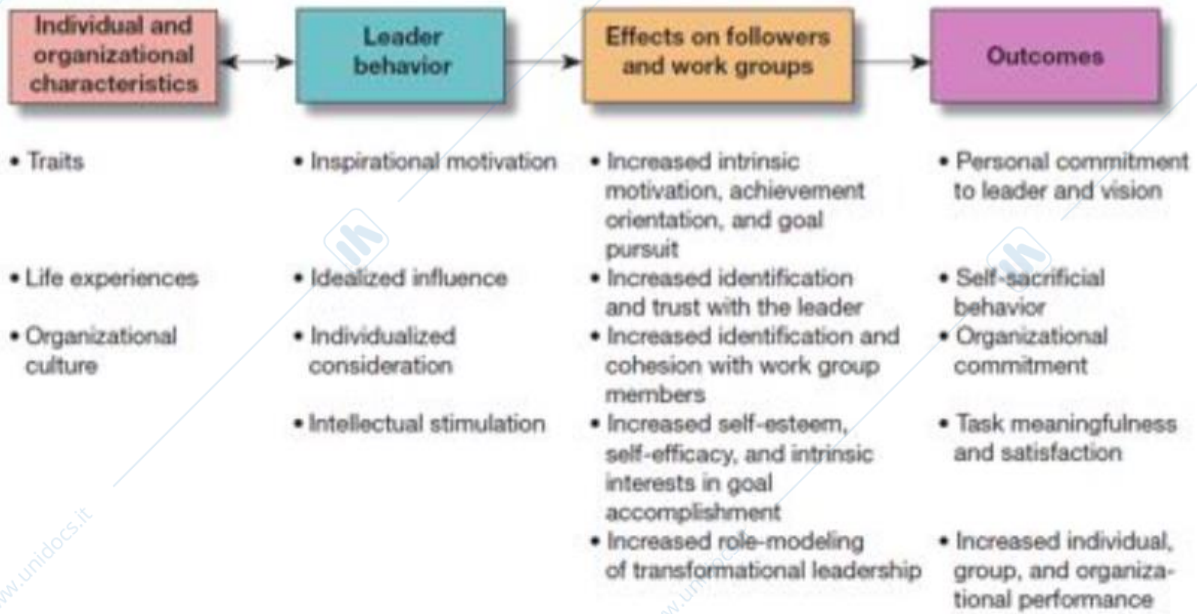 Individual and
organizational
characteristics
Leader
behavior
Effects on followers
and work groups
Outcomes
• Traits
• Life experiences
• Organizational
culture
• Inspirational motivation
• Idealized influence
• Individualized
consideration
• Intellectual stimulation
• Increased intrinsic
motivation, achievement
orientation, and goal
pursuit
• Increased identification
and trust with the leader
• Increased identification and
cohesion with work group
members
• Increased self-esteem,
self-efficacy, and intrinsic
interests in goal
accomplishment
• Increased role-modeling
of transformational leadership
• Personal commitment
to leader and vision
• Self-sacrificial
behavior
• Organizational
commitment
• Task meaningfulness
and satisfaction
• Increased individual,
group, and organiza-
tional performance